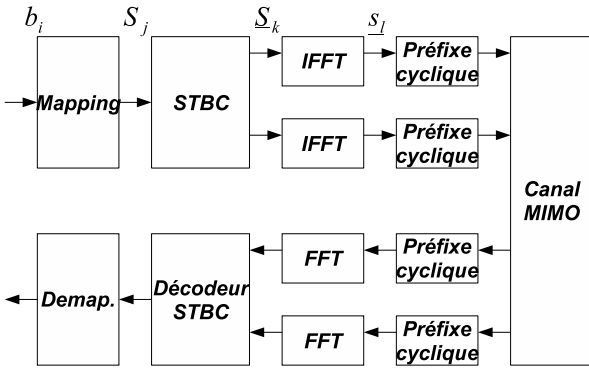 b_i S_j S_k s_l
Mapping
STBC
IFFT
Préfixe
cyclique
IFFT
Préfixe
cyclique
Canal
MIMO
Demap.
Décodeur
STBC
FFT
Préfixe
cyclique
FFT
Préfixe
cyclique